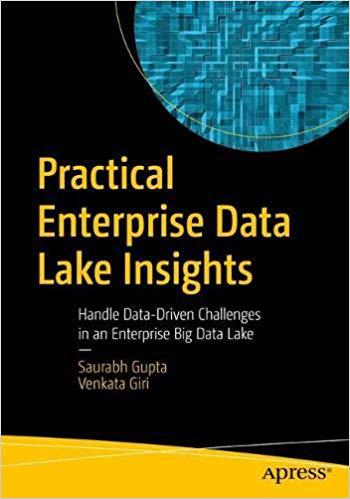 Practical
Enterprise Data
Lake Insights
Handle Data-Driven Challenges
in an Enterprise Big Data Lake
—
Saurabh Gupta
Venkata Giri
Apress®